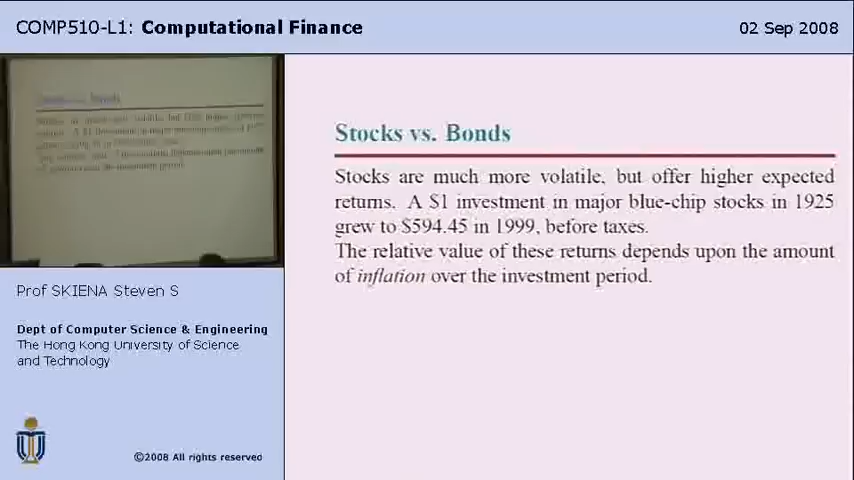 COMP510-L1: Computational Finance
02 Sep 2008
Stocks vs. Bonds
Stocks are much more volatile, but offer higher expected
returns. A $1 investment in major blue-chip stocks in 1925
grew to $594.45 in 1999, before taxes.
The relative value of these returns depends upon the amount
of inflation over the investment period.
Prof SKIENA Steven S
Dept of Computer Science & Engineering
The Hong Kong University of Science
and Technology
©2008 All rights reserved